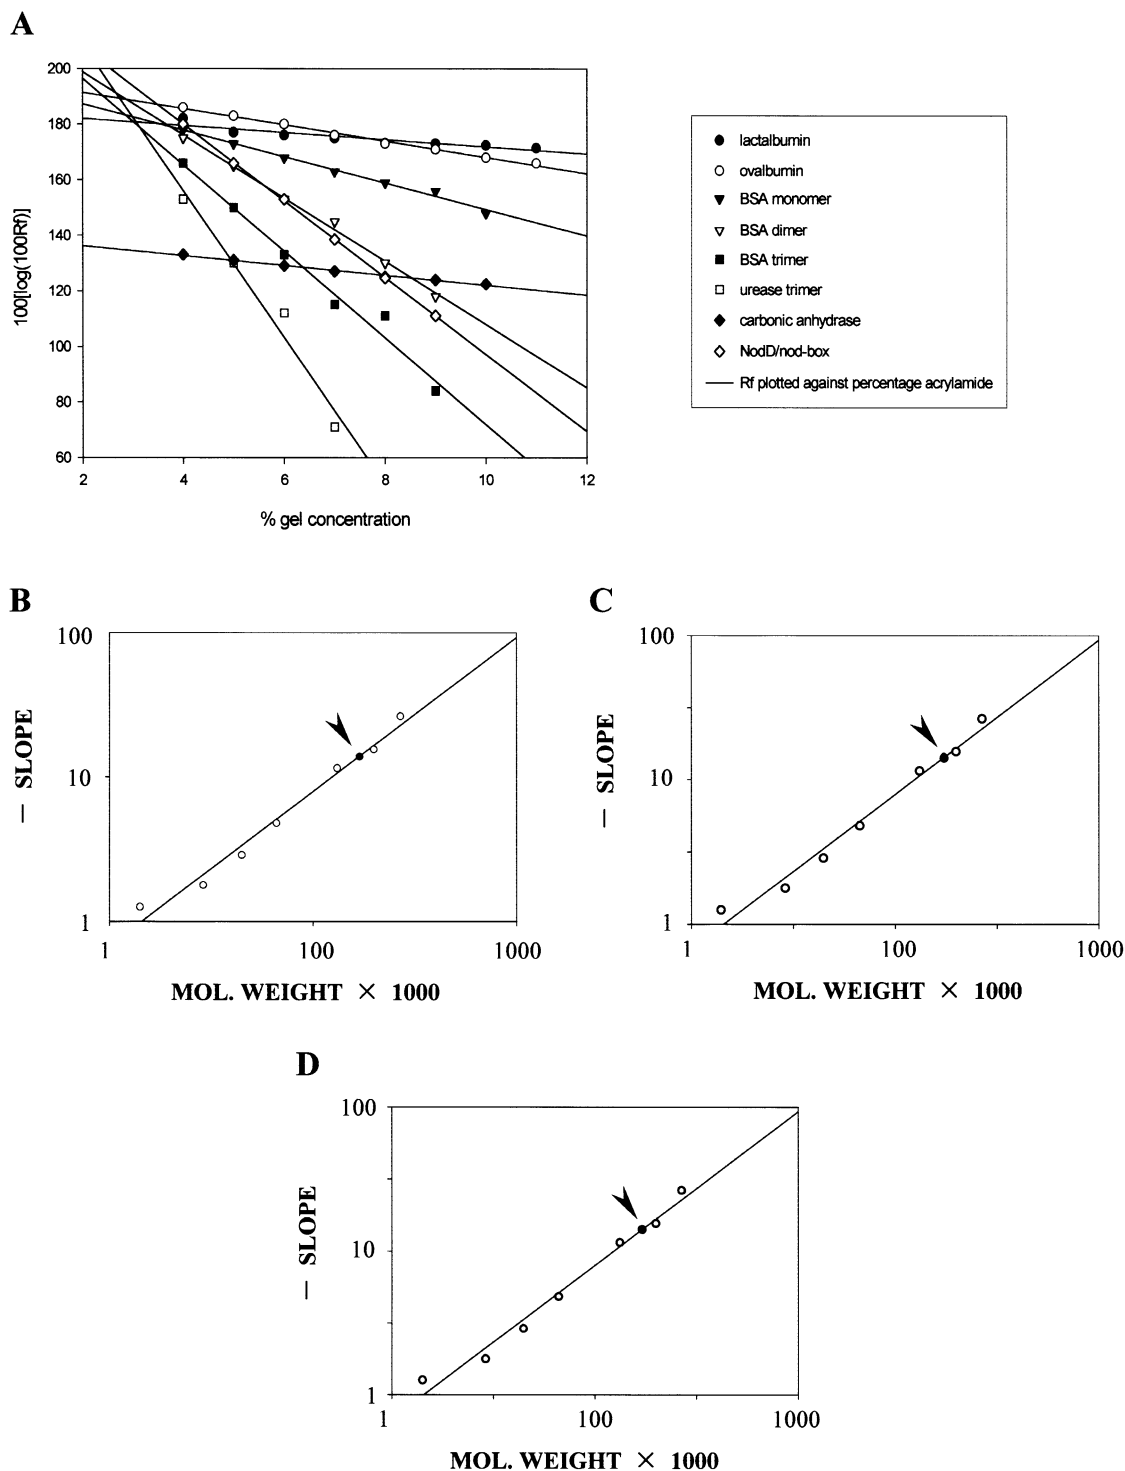 A
200
180
160
140
120
100
80
60
100[log(100Rf)]
2 4 6 8 10 12
% gel concentration
lactalbumin
ovalbumin
BSA monomer
BSA dimer
BSA trimer
urease trimer
carbonic anhydrase
NodD/nod-box
Rf plotted against percentage acrylamide
B
100
10
1
— SLOPE
1 100 1000
MOL. WEIGHT × 1000
C
100
10
1
— SLOPE
1 100 1000
MOL. WEIGHT × 1000
D
100
10
1
— SLOPE
1 100 1000
MOL. WEIGHT × 1000